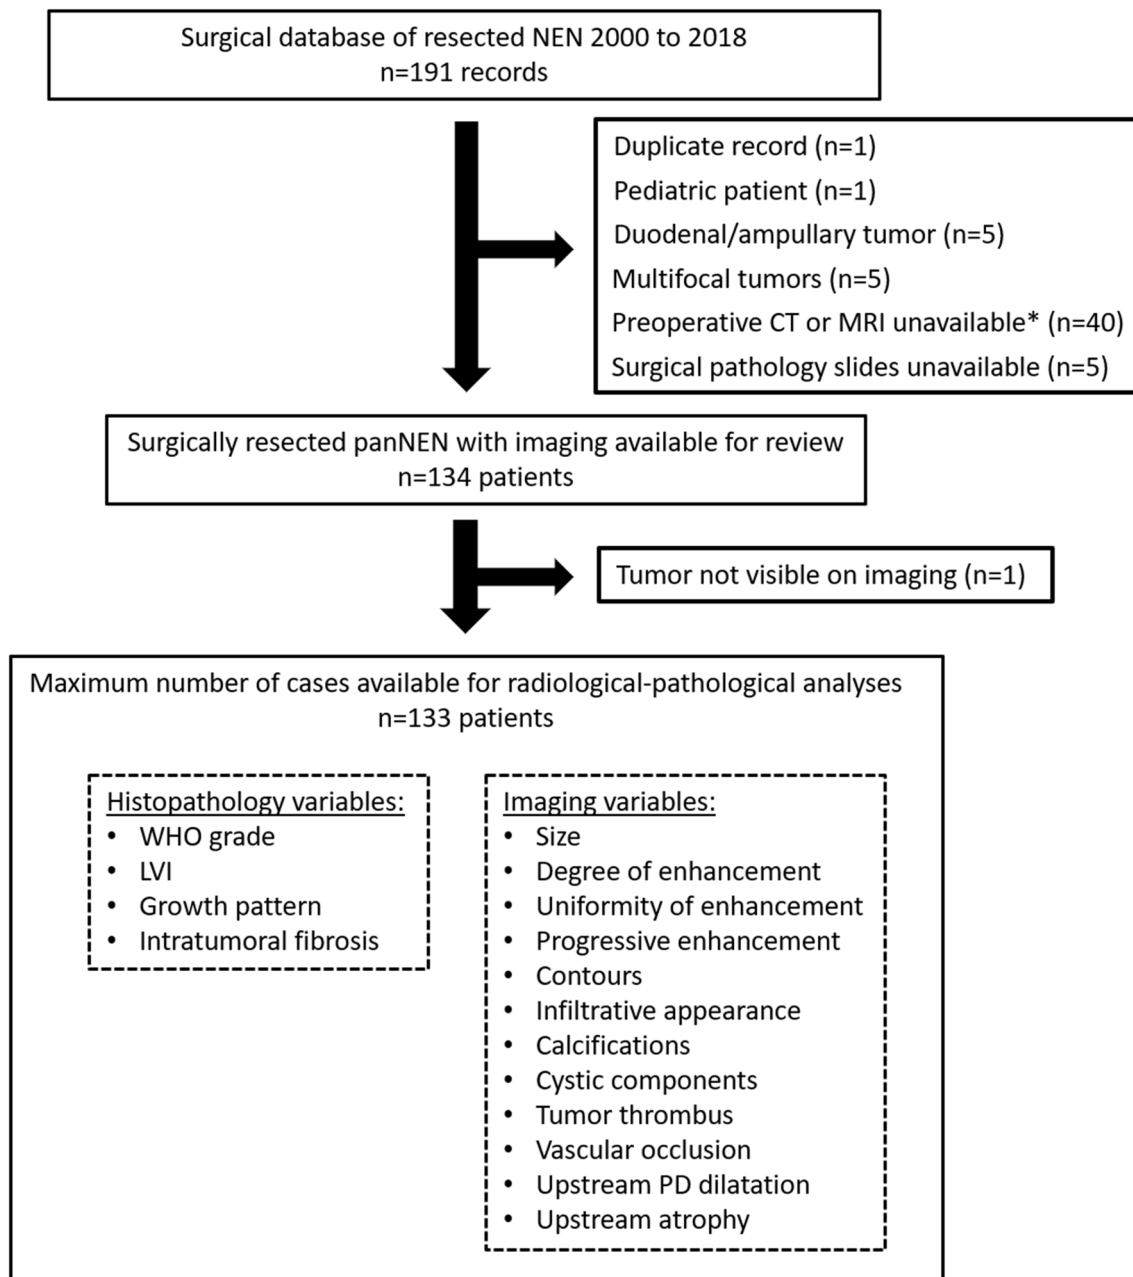 Surgical database of resected NEN 2000 to 2018
n=191 records
Duplicate record (n=1)
Pediatric patient (n=1)
Duodenal/ampullary tumor (n=5)
Multifocal tumors (n=5)
Preoperative CT or MRI unavailable* (n=40)
Surgical pathology slides unavailable (n=5)
Surgically resected panNEN with imaging available for review
n=134 patients
Tumor not visible on imaging (n=1)
Maximum number of cases available for radiological-pathological analyses
n=133 patients
Histopathology variables:
• WHO grade
• LVI
• Growth pattern
• Intratumoral fibrosis
Imaging variables:
• Size
• Degree of enhancement
• Uniformity of enhancement
• Progressive enhancement
• Contours
• Infiltrative appearance
• Calcifications
• Cystic components
• Tumor thrombus
• Vascular occlusion
• Upstream PD dilatation
• Upstream atrophy